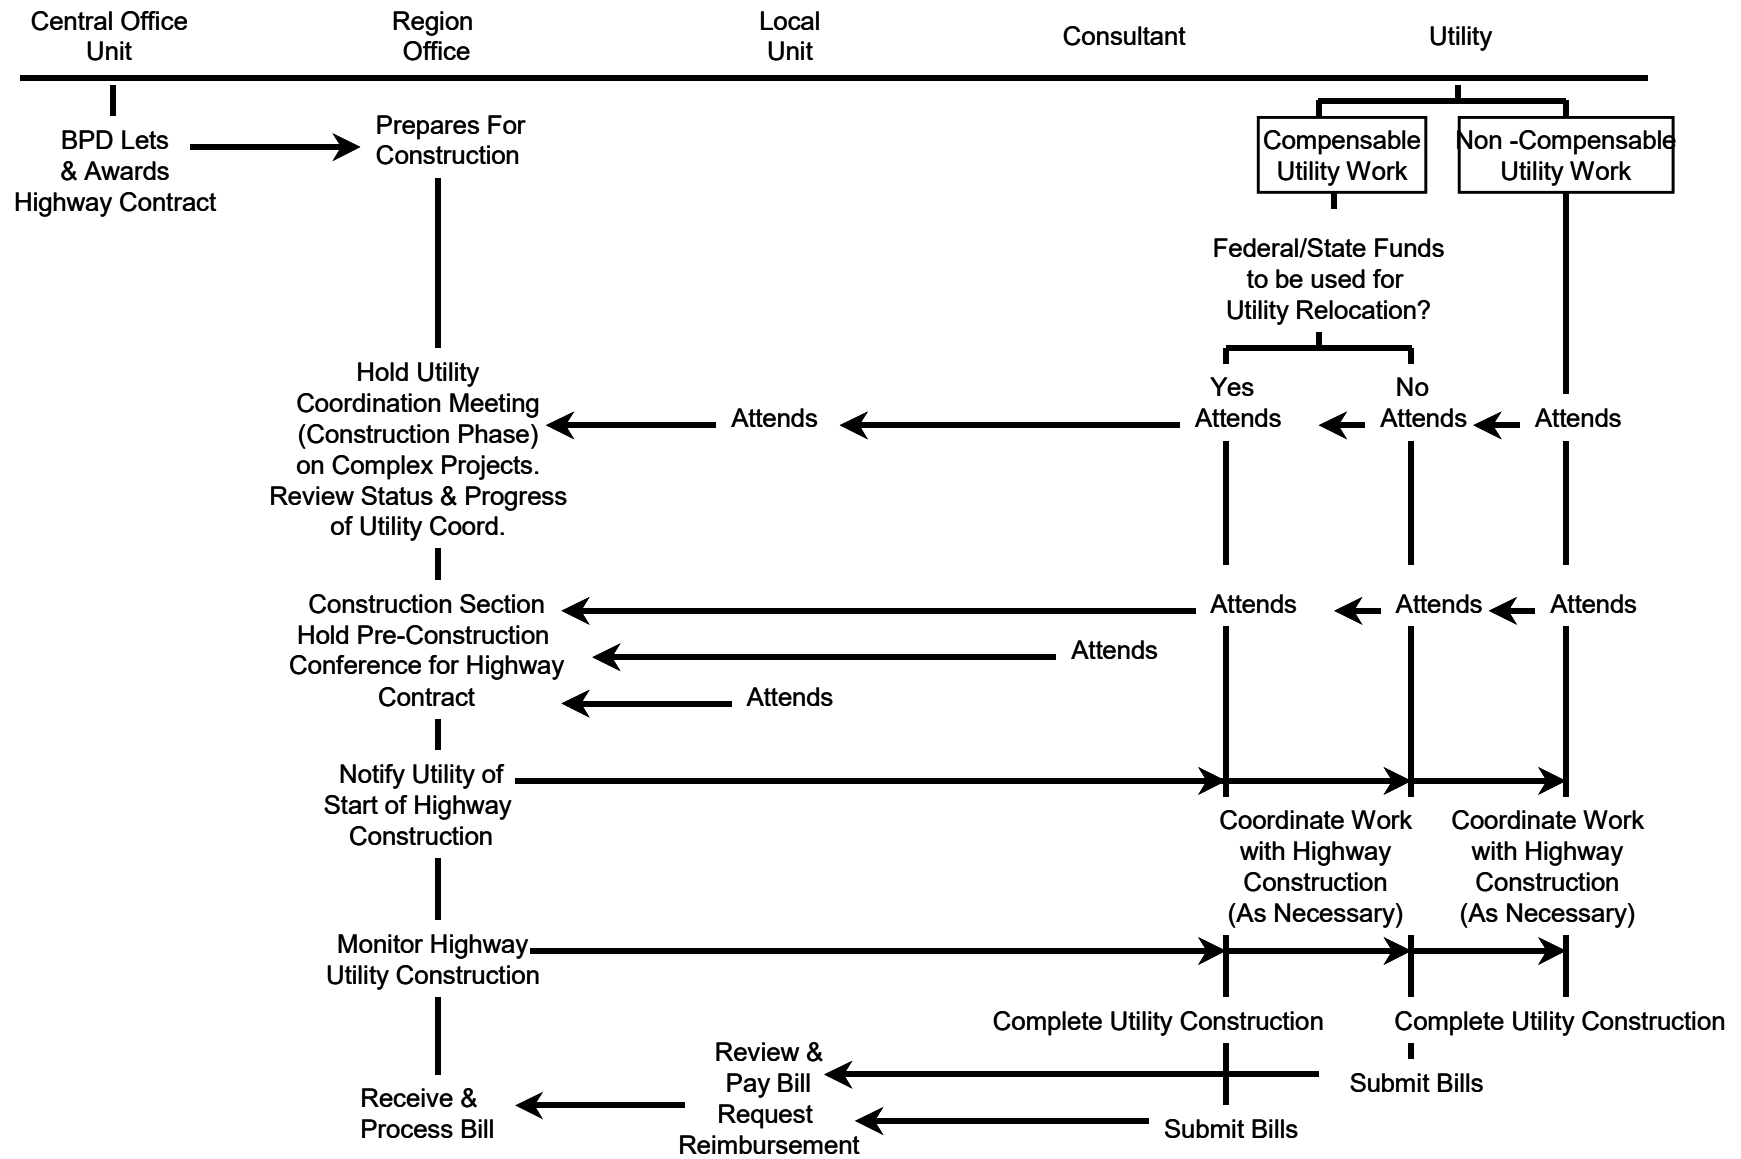 Central Office
Unit
Region
Office
Local
Unit
Consultant
Utility
BPD Lets
& Awards
Highway Contract
Prepares For
Construction
Compensable
Utility Work
Non -Compensable
Utility Work
Federal/State Funds
to be used for
Utility Relocation?
Hold Utility
Coordination Meeting
(Construction Phase)
on Complex Projects.
Review Status & Progress
of Utility Coord.
Attends
Yes
Attends
No
Attends
Attends
Construction Section
Hold Pre-Construction
Conference for Highway
Contract
Attends
Attends
Attends
Attends
Attends
Notify Utility of
Start of Highway
Construction
Coordinate Work
with Highway
Construction
(As Necessary)
Coordinate Work
with Highway
Construction
(As Necessary)
Monitor Highway
Utility Construction
Complete Utility Construction
Complete Utility Construction
Review &
Pay Bill
Request
Reimbursement
Submit Bills
Receive &
Process Bill
Submit Bills